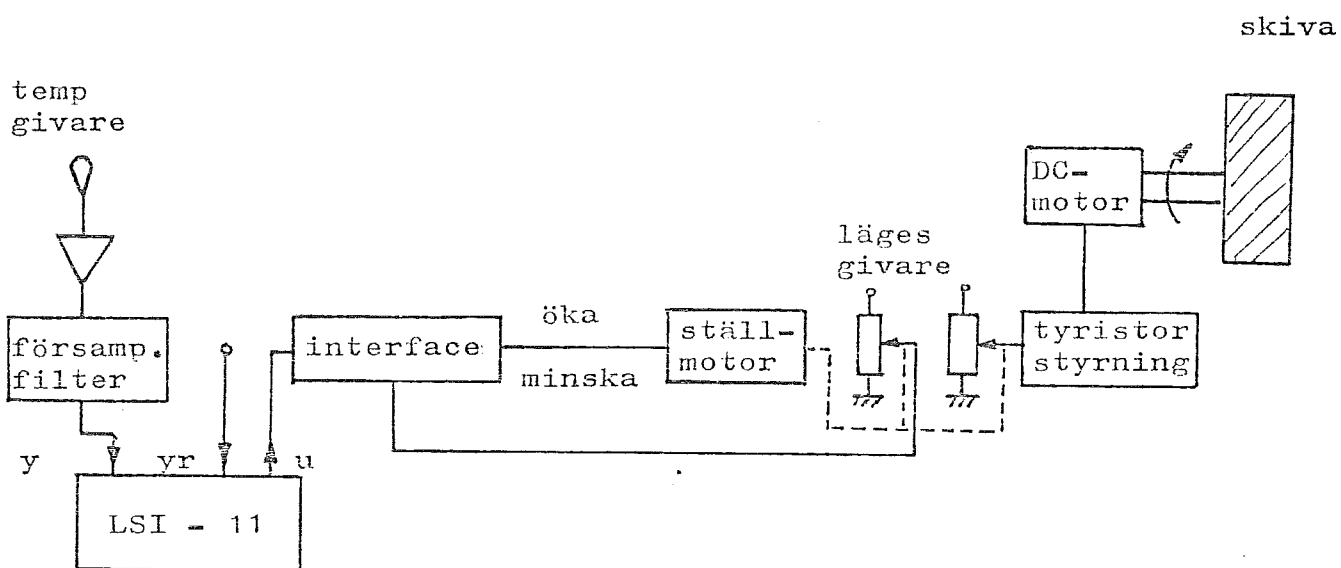 skiva
temp
givare
DC-
motor
läges
givare
församp.
filter
interface
öka
minska
ställ-
motor
tyristor
styrning
y
yr
u
LSI - 11